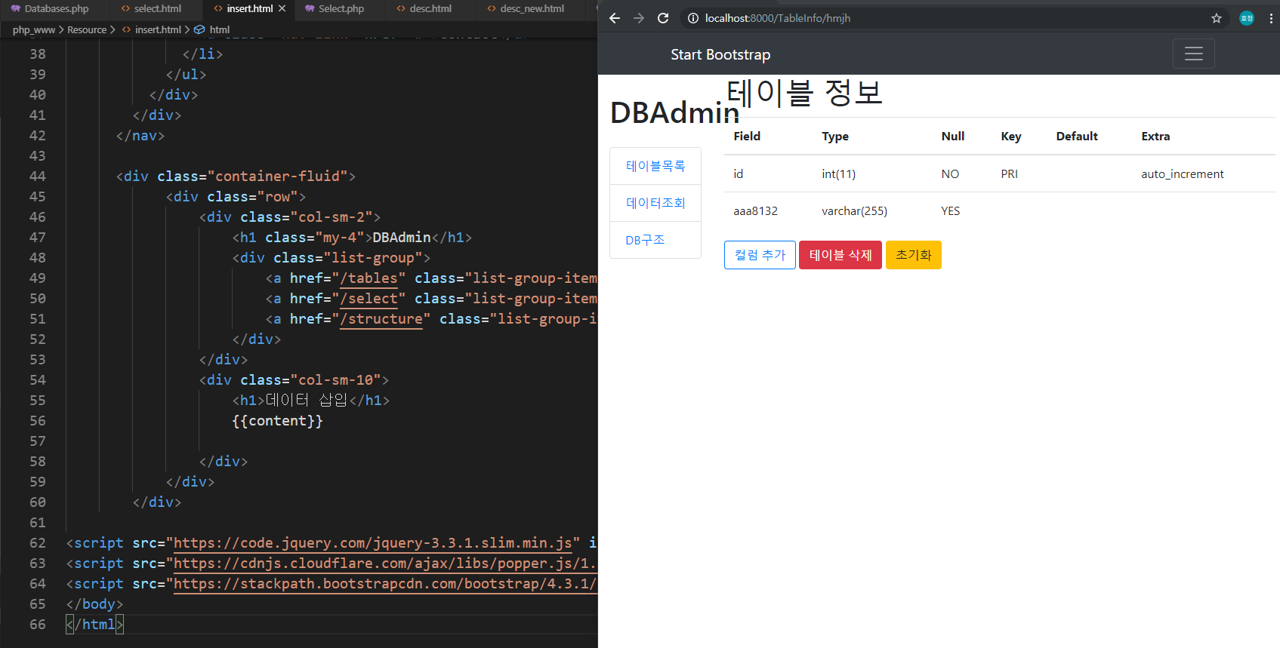 Databases.php select.html insert.html Select.php desc.html desc_new.html
php_www > Resource > insert.html > html
38 </li>
39 </ul>
40 </div>
41 </div>
42 </nav>
43
44 <div class="container-fluid">
45 <div class="row">
46 <div class="col-sm-2">
47 <h1 class="my-4">DBAdmin</h1>
48 <div class="list-group">
49 <a href="/tables" class="list-group-item
50 <a href="/select" class="list-group-item
51 <a href="/structure" class="list-group-i
52 </div>
53 </div>
54 <div class="col-sm-10">
55 <h1>데이터 삽입</h1>
56 {{content}}
57
58 </div>
59 </div>
60 </div>
61
62 <script src="https://code.jquery.com/jquery-3.3.1.slim.min.js" i
63 <script src="https://cdnjs.cloudflare.com/ajax/libs/popper.js/1.
64 <script src="https://stackpath.bootstrapcdn.com/bootstrap/4.3.1/
65 </body>
66 </html>
localhost:8000/TableInfo/hmjh
Start Bootstrap
DBAdmin
테이블목록
데이터조회
DB구조
테이블 정보
Field Type Null Key Default Extra
id int(11) NO PRI auto_increment
aaa8132 varchar(255) YES
컬럼 추가 테이블 삭제 초기화